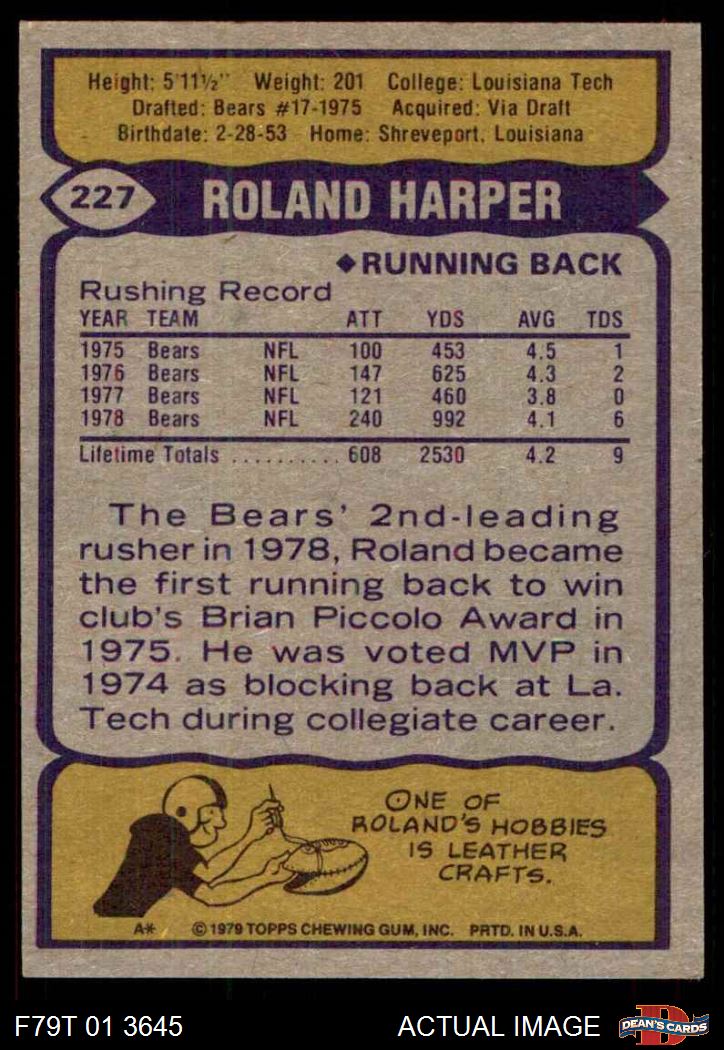 Height: 5'11½" Weight: 201 College: Louisiana Tech
Drafted: Bears #17-1975 Acquired: Via Draft
Birthdate: 2-28-53 Home: Shreveport, Louisiana
227 ROLAND HARPER
◆RUNNING BACK
Rushing Record
YEAR TEAM ATT YDS AVG TDS
1975 Bears NFL 100 453 4.5 1
1976 Bears NFL 147 625 4.3 2
1977 Bears NFL 121 460 3.8 0
1978 Bears NFL 240 992 4.1 6
Lifetime Totals .......... 608 2530 4.2 9
The Bears' 2nd-leading
rusher in 1978, Roland became
the first running back to win
club's Brian Piccolo Award in
1975. He was voted MVP in
1974 as blocking back at La.
Tech during collegiate career.
ONE OF
ROLAND'S HOBBIES
IS LEATHER
CRAFTS.
A* © 1979 TOPPS CHEWING GUM, INC. PRTD. IN U.S.A.
F79T 01 3645 ACTUAL IMAGE D DEAN'S CARDS